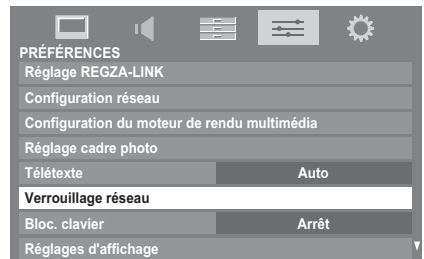 PRÉFÉRENCES
Réglage REGZA-LINK
Configuration réseau
Configuration du moteur de rendu multimédia
Réglage cadre photo
Télétexte Auto
Verrouillage réseau
Bloc. clavier Arrêt
Réglages d'affichage